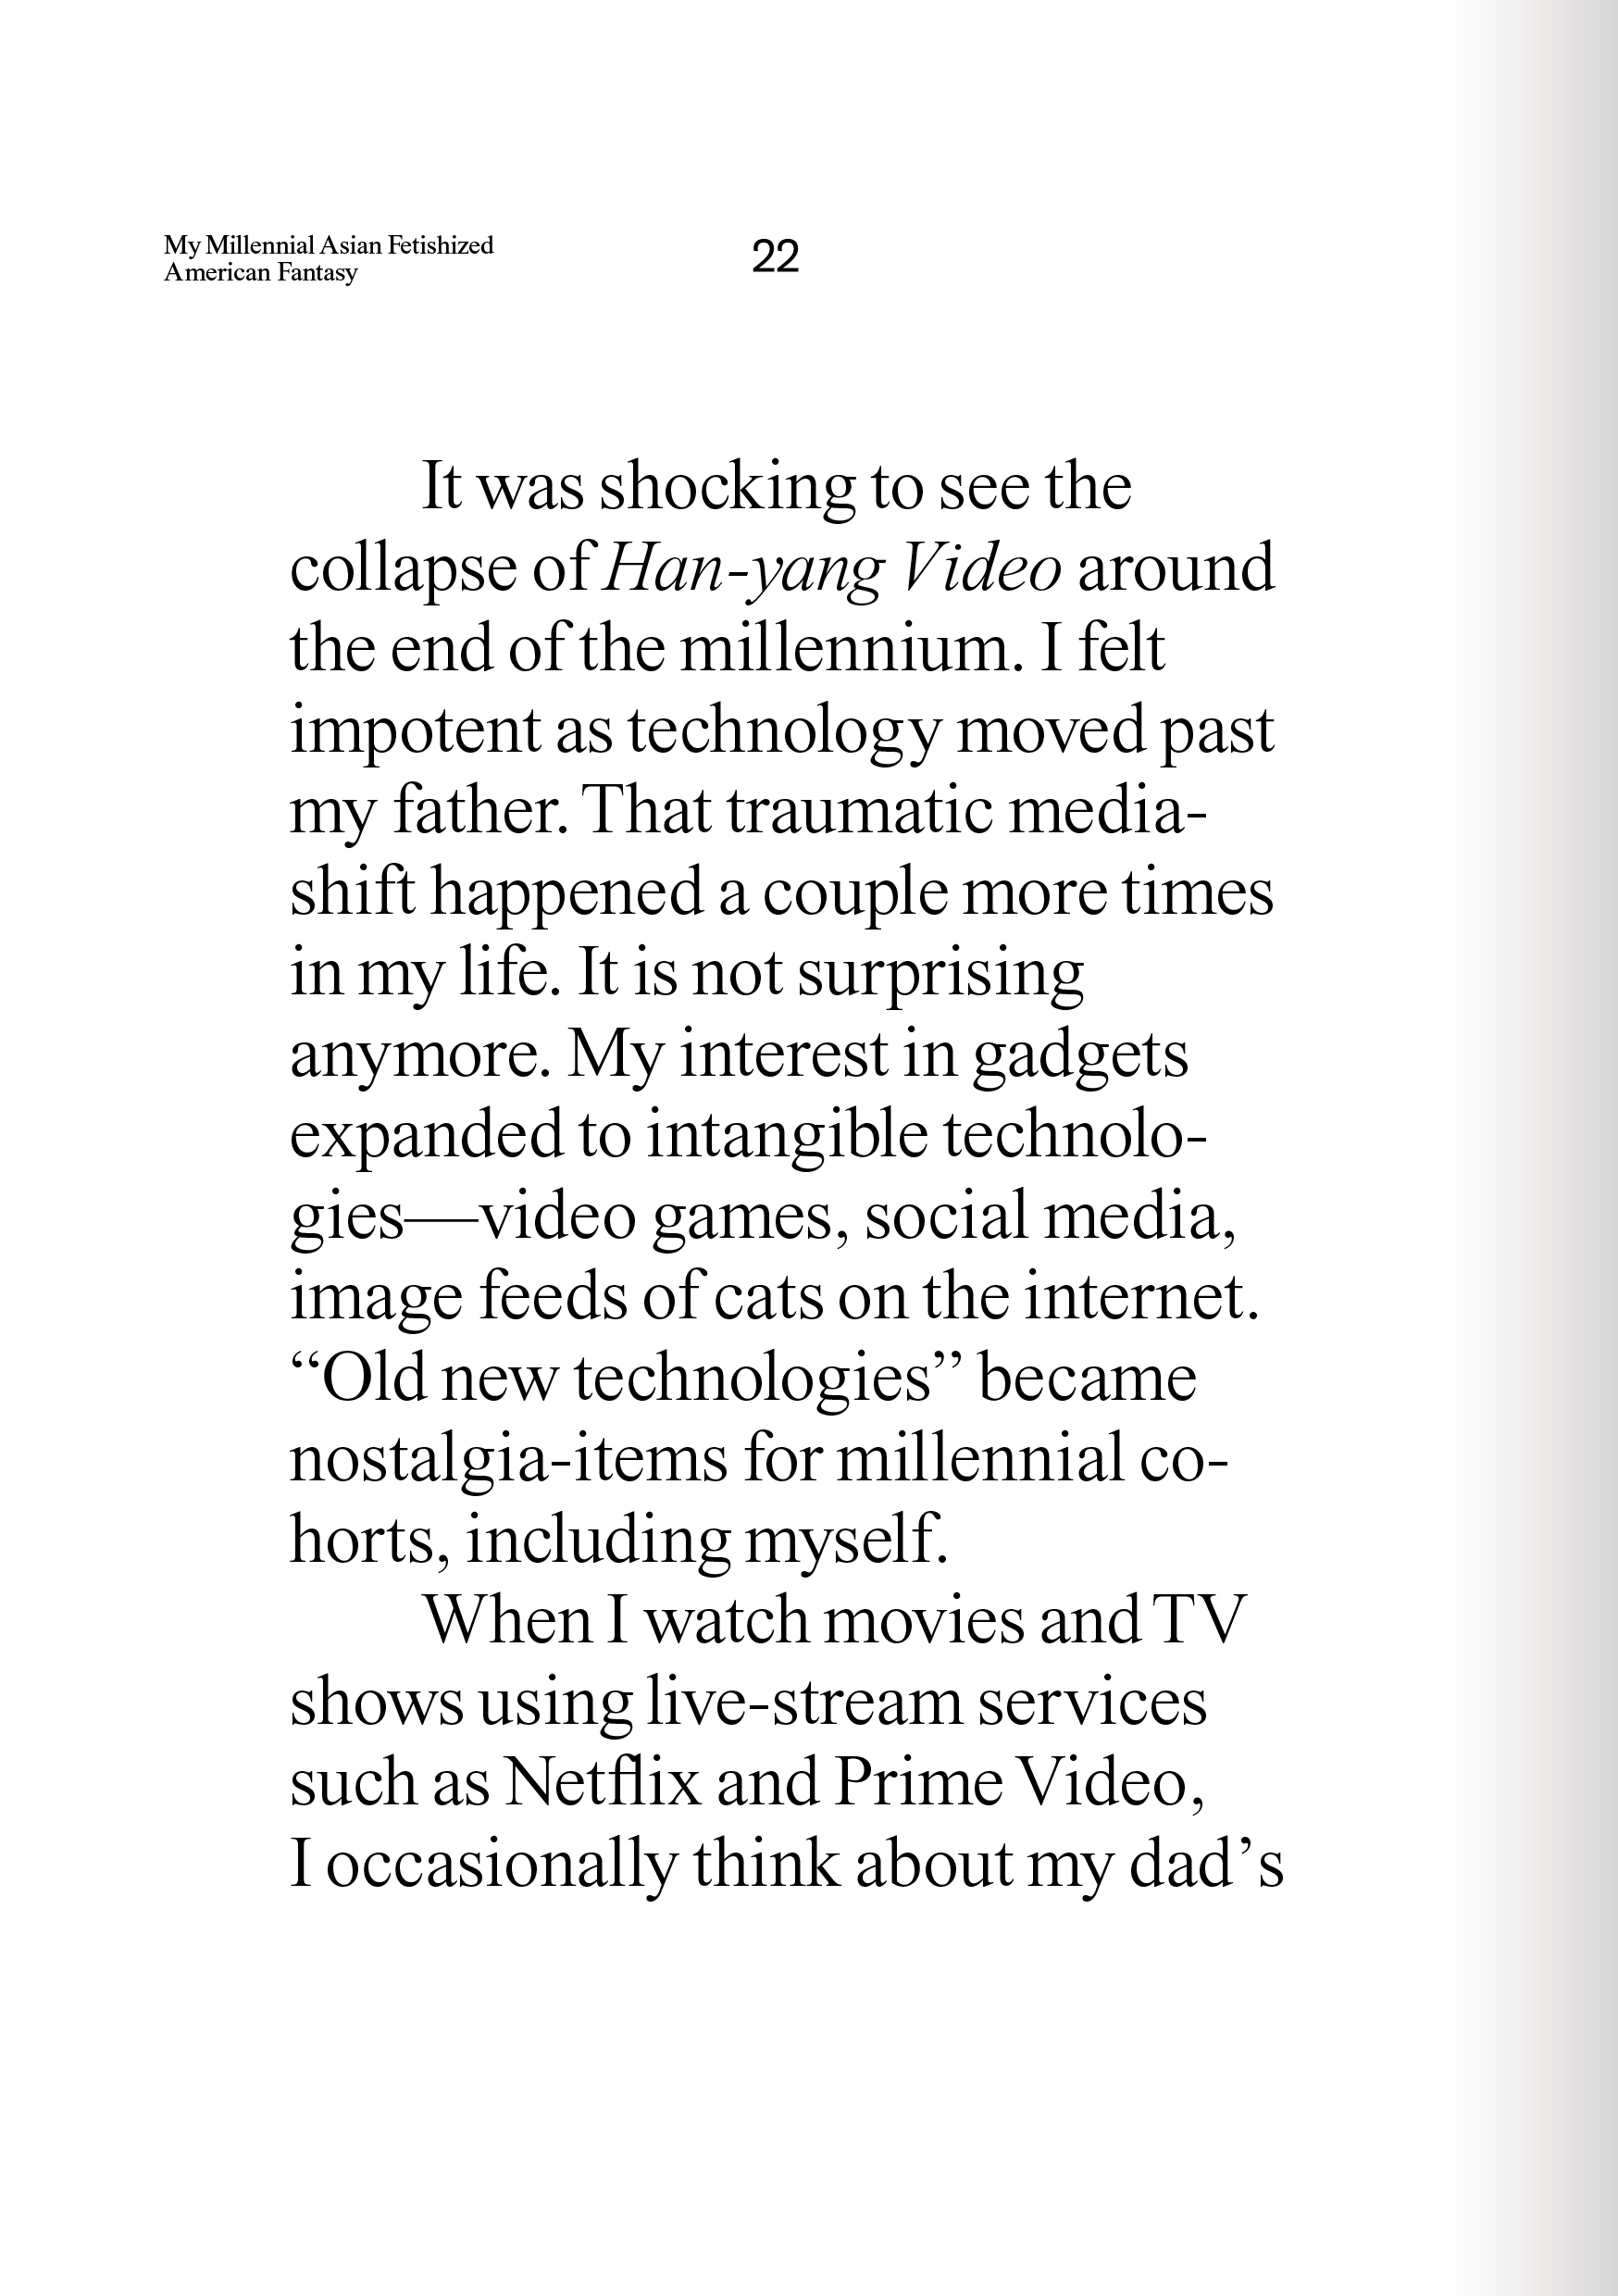 My Millennial Asian Fetishized
American Fantasy
22
It was shocking to see the
collapse of Han-yang Video around
the end of the millennium. I felt
impotent as technology moved past
my father. That traumatic media-
shift happened a couple more times
in my life. It is not surprising
anymore. My interest in gadgets
expanded to intangible technolo-
gies—video games, social media,
image feeds of cats on the internet.
“Old new technologies” became
nostalgia-items for millennial co-
horts, including myself.
When I watch movies and TV
shows using live-stream services
such as Netflix and Prime Video,
I occasionally think about my dad’s